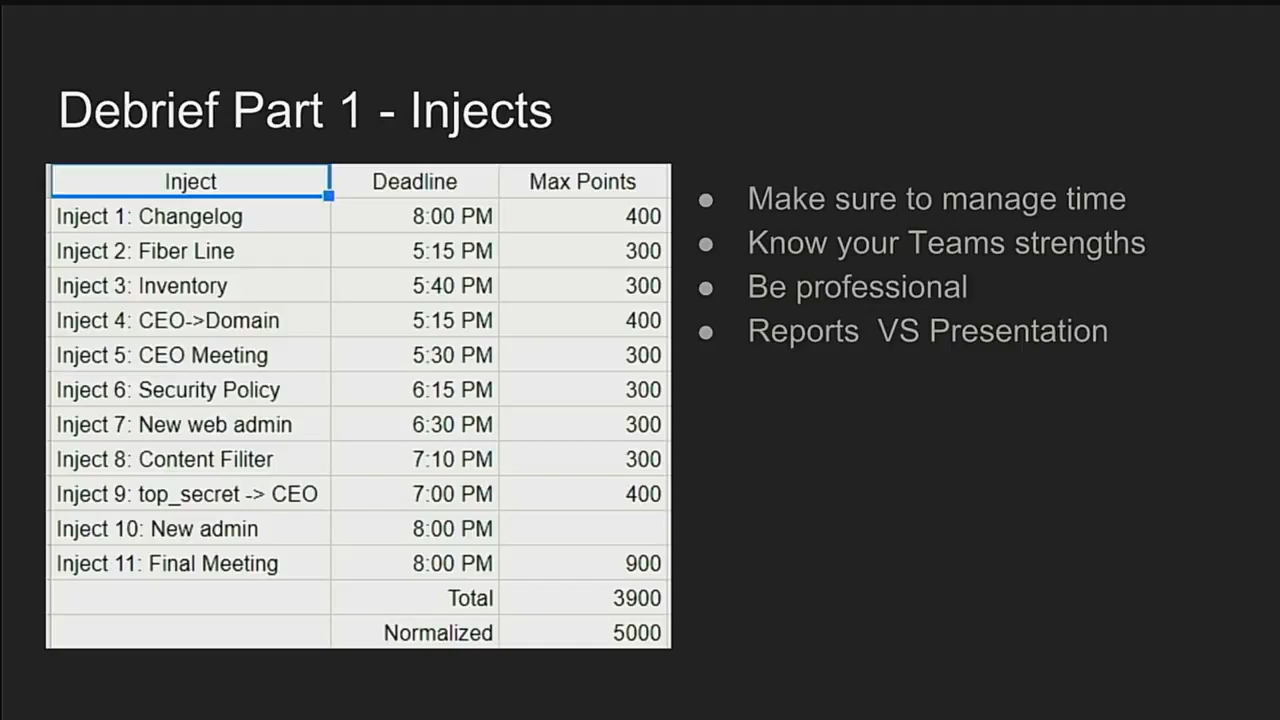 Debrief Part 1 - Injects
Inject Deadline Max Points
Inject 1: Changelog 8:00 PM 400
Inject 2: Fiber Line 5:15 PM 300
Inject 3: Inventory 5:40 PM 300
Inject 4: CEO->Domain 5:15 PM 400
Inject 5: CEO Meeting 5:30 PM 300
Inject 6: Security Policy 6:15 PM 300
Inject 7: New web admin 6:30 PM 300
Inject 8: Content Filiter 7:10 PM 300
Inject 9: top_secret -> CEO 7:00 PM 400
Inject 10: New admin 8:00 PM
Inject 11: Final Meeting 8:00 PM 900
Total 3900
Normalized 5000
● Make sure to manage time
● Know your Teams strengths
● Be professional
● Reports VS Presentation